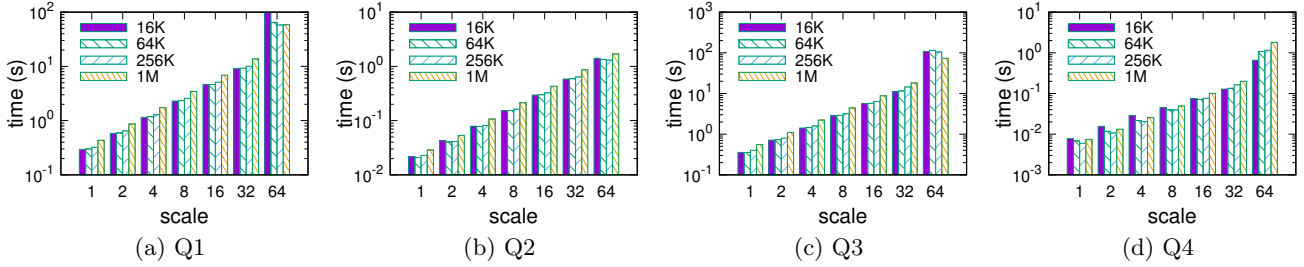 10^2
10^1
10^0
10^-1
time (s)
16K
64K
256K
1M
1 2 4 8 16 32 64
scale
(a) Q1
10^1
10^0
10^-1
10^-2
time (s)
16K
64K
256K
1M
1 2 4 8 16 32 64
scale
(b) Q2
10^3
10^2
10^1
10^0
10^-1
time (s)
16K
64K
256K
1M
1 2 4 8 16 32 64
scale
(c) Q3
10^1
10^0
10^-1
10^-2
10^-3
time (s)
16K
64K
256K
1M
1 2 4 8 16 32 64
scale
(d) Q4